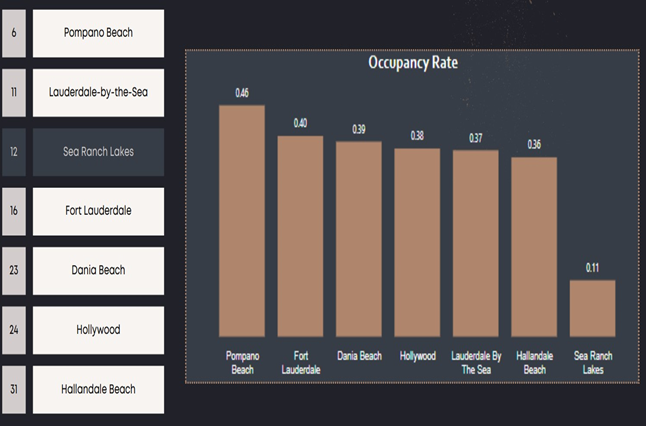 6
Pompano Beach
11
Lauderdale-by-the-Sea
12
Sea Ranch Lakes
16
Fort Lauderdale
23
Dania Beach
24
Hollywood
31
Hallandale Beach
Occupancy Rate
0.46
0.40
0.39
0.38
0.37
0.36
0.11
Pompano
Beach
Fort
Lauderdale
Dania Beach
Hollywood
Lauderdale By
The Sea
Hallandale
Beach
Sea Ranch
Lakes